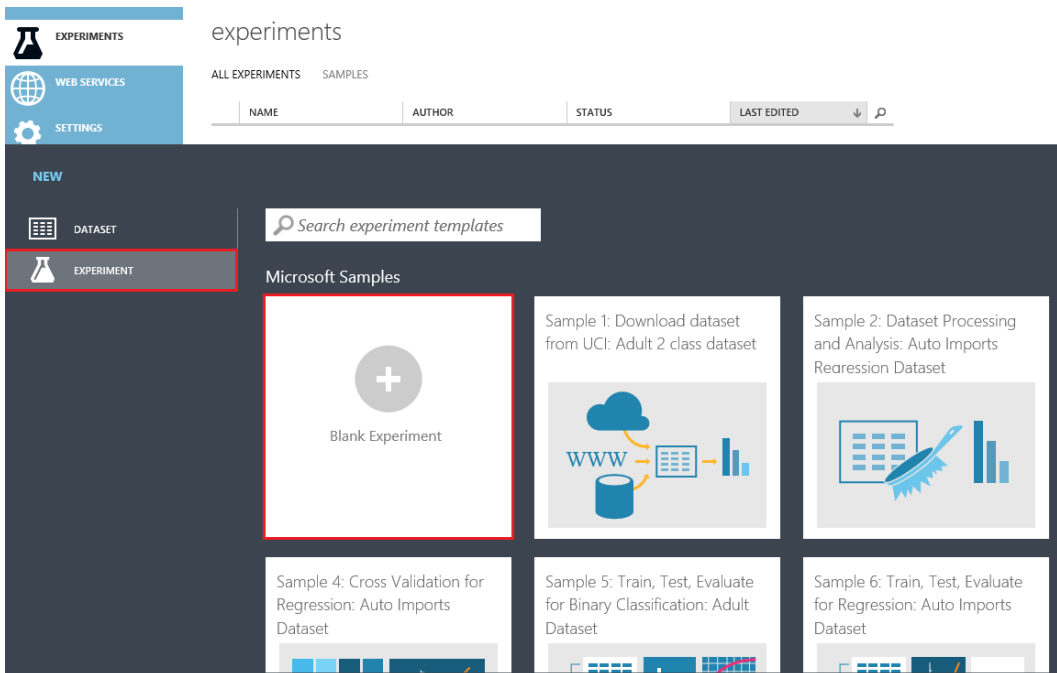 EXPERIMENTS
WEB SERVICES
SETTINGS
experiments
ALL EXPERIMENTS SAMPLES
NAME AUTHOR STATUS LAST EDITED
NEW
DATASET
EXPERIMENT
Search experiment templates
Microsoft Samples
Blank Experiment
Sample 1: Download dataset
from UCI: Adult 2 class dataset
WWW
Sample 2: Dataset Processing
and Analysis: Auto Imports
Regression Dataset
Sample 4: Cross Validation for
Regression: Auto Imports
Dataset
Sample 5: Train, Test, Evaluate
for Binary Classification: Adult
Dataset
Sample 6: Train, Test, Evaluate
for Regression: Auto Imports
Dataset